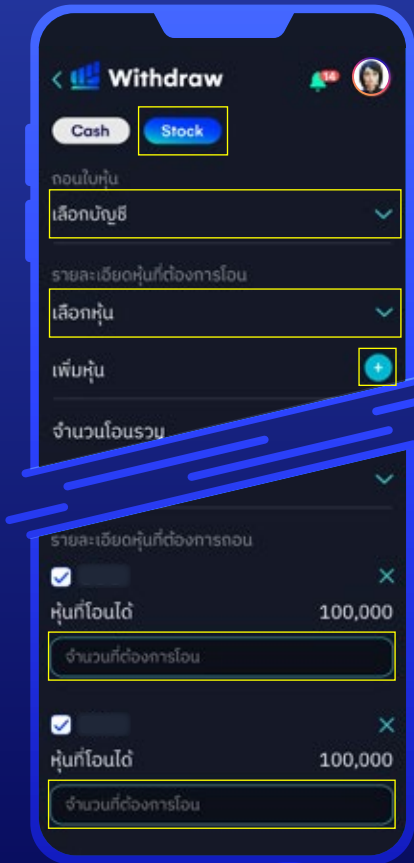 Withdraw
14
Cash
Stock
ถอนใบหุ้น
เลือกบัญชี
รายละเอียดหุ้นที่ต้องการโอน
เลือกหุ้น
เพิ่มหุ้น
จำนวนโอนรวม
รายละเอียดหุ้นที่ต้องการถอน
หุ้นที่โอนได้ 100,000
จำนวนที่ต้องการโอน
หุ้นที่โอนได้ 100,000
จำนวนที่ต้องการโอน